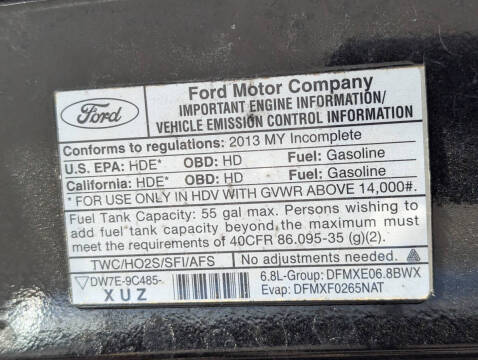 Ford
Ford Motor Company
IMPORTANT ENGINE INFORMATION/
VEHICLE EMISSION CONTROL INFORMATION
Conforms to regulations: 2013 MY Incomplete
U.S. EPA: HDE* OBD: HD Fuel: Gasoline
California: HDE* OBD: HD Fuel: Gasoline
* FOR USE ONLY IN HDV WITH GVWR ABOVE 14,000#.
Fuel Tank Capacity: 55 gal max. Persons wishing to
add fuel tank capacity beyond the maximum must
meet the requirements of 40CFR 86.095-35 (g)(2).
TWC/HO2S/SFI/AFS No adjustments needed.
DW7E-9C485-
X U Z
6.8L-Group: DFMXE06.8BWX
Evap: DFMXF0265NAT